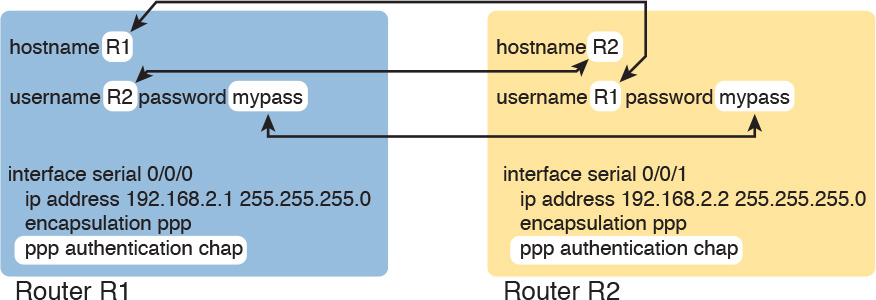 hostname R1
username R2 password mypass
interface serial 0/0/0
ip address 192.168.2.1 255.255.255.0
encapsulation ppp
ppp authentication chap
Router R1
hostname R2
username R1 password mypass
interface serial 0/0/1
ip address 192.168.2.2 255.255.255.0
encapsulation ppp
ppp authentication chap
Router R2